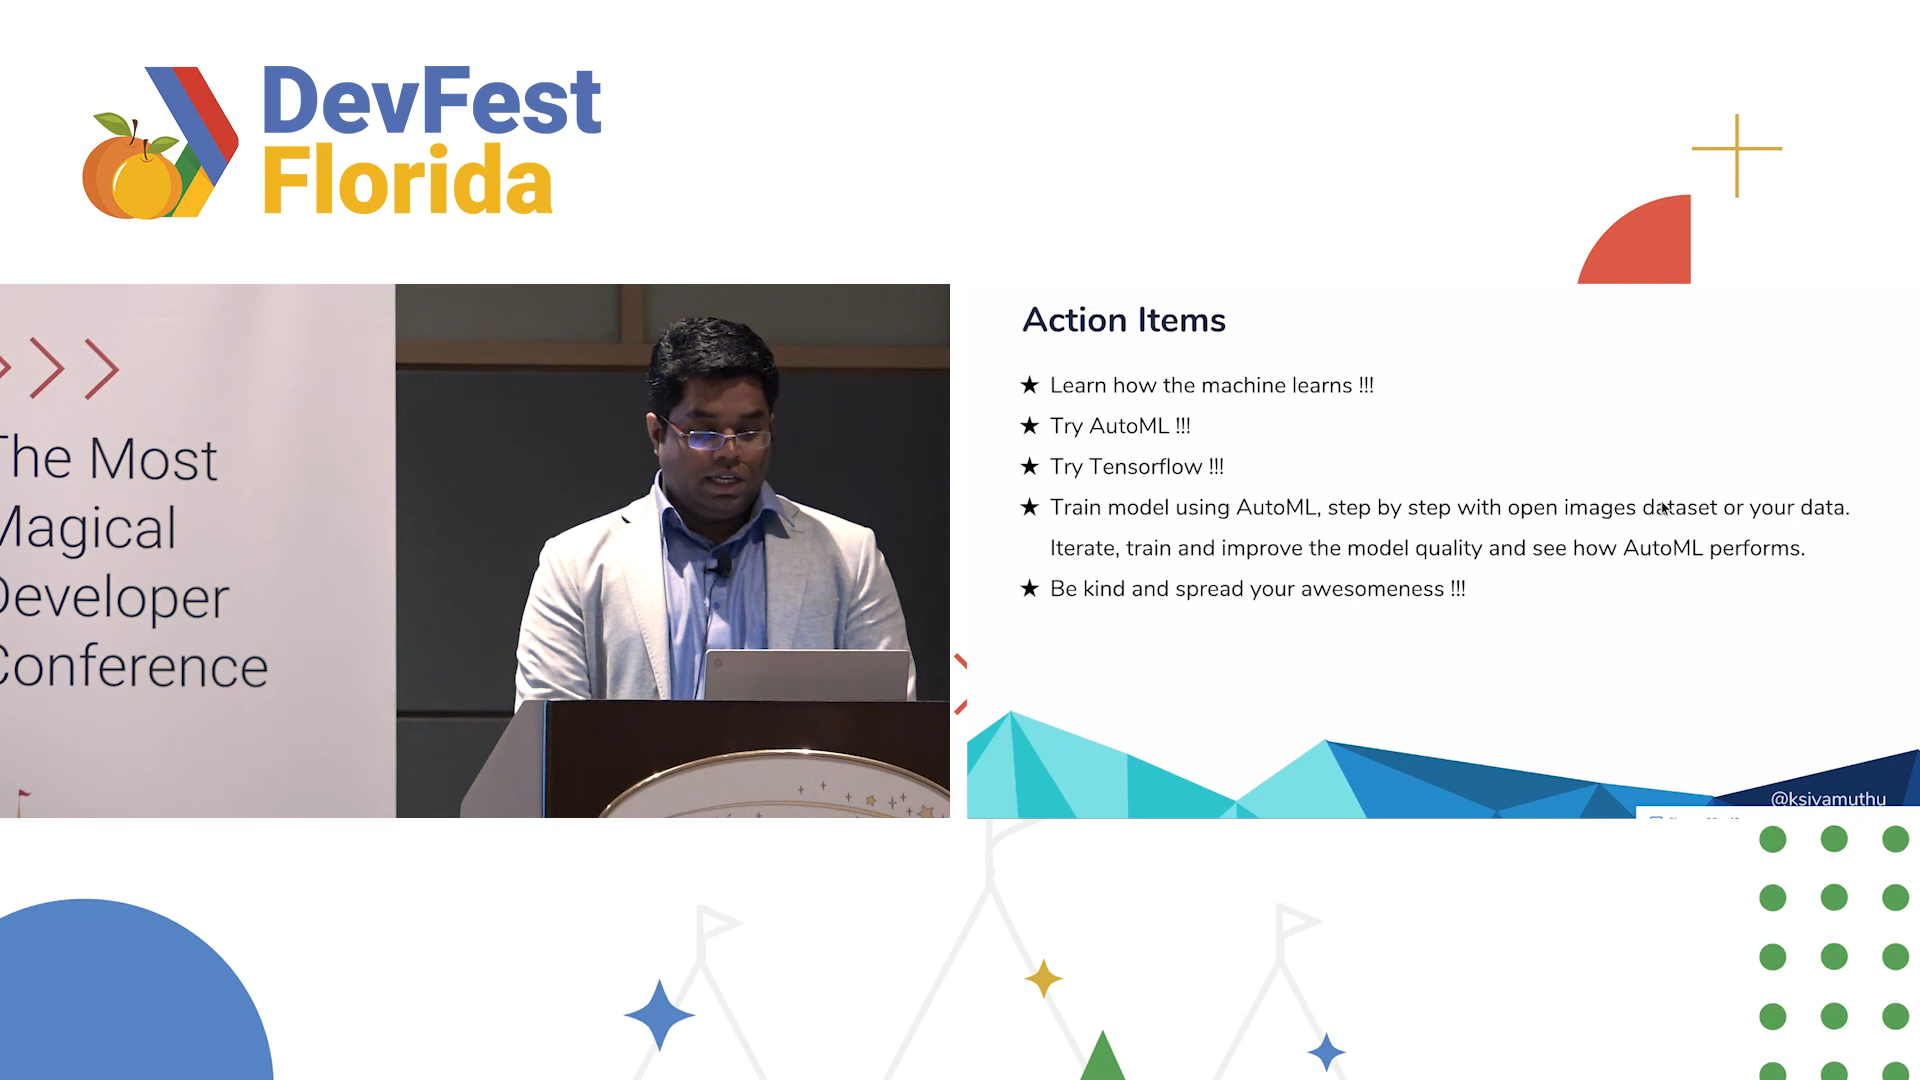 DevFest
Florida
The Most
Magical
Developer
Conference
Action Items
★ Learn how the machine learns !!!
★ Try AutoML !!!
★ Try Tensorflow !!!
★ Train model using AutoML, step by step with open images dataset or your data.
Iterate, train and improve the model quality and see how AutoML performs.
★ Be kind and spread your awesomeness !!!
@ksivamuthu